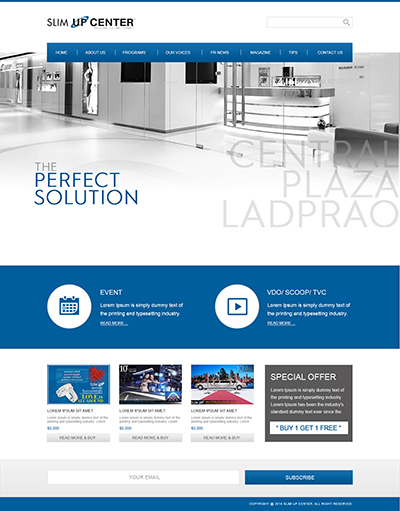 SLIM UP CENTER
HOME
ABOUT US
PROGRAMS
OUR VOICES
PR NEWS
MAGAZINE
TIPS
CONTACT US
THE
PERFECT
SOLUTION
CENTRAL
PLAZA
LADPRAO
EVENT
Lorem Ipsum is simply dummy text of
the printing and typesetting industry.
READ MORE ...
VDO/ SCOOP/ TVC
Lorem Ipsum is simply dummy text of
the printing and typesetting industry.
READ MORE ...
LOREM IPSUM SIT AMET
Lorem Ipsum is simply dummy text of
the printing and typesetting industry.
$0,000
READ MORE & BUY
LOREM IPSUM SIT AMET
Lorem Ipsum is simply dummy text of
the printing and typesetting industry.
$0,000
READ MORE & BUY
LOREM IPSUM SIT AMET
Lorem Ipsum is simply dummy text of
the printing and typesetting industry.
$0,000
READ MORE & BUY
SPECIAL OFFER
Lorem Ipsum is simply dummy text of
the printing and typesetting industry.
Lorem Ipsum has been the industry's
standard dummy text ever since the
" BUY 1 GET 1 FREE "
YOUR EMAIL
SUBSCRIBE
COPYRIGHT @ 2014 SLIM UP CENTER. ALL RIGHT RESERVED